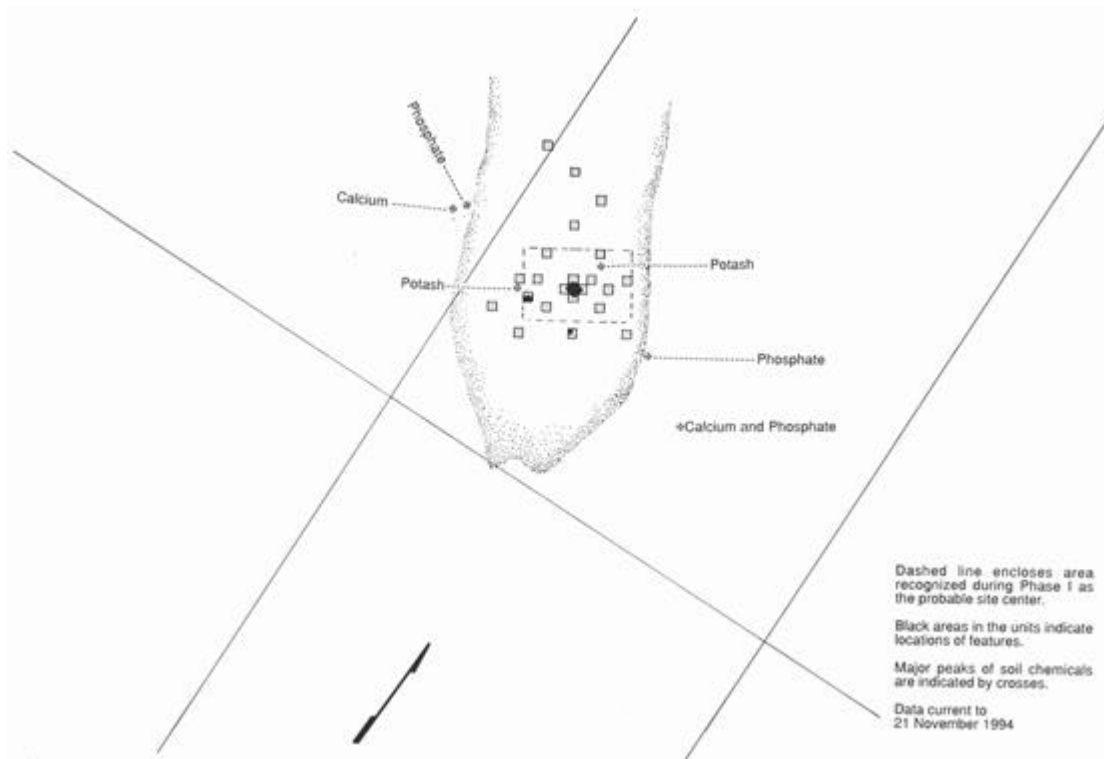 Phosphate
Calcium
Potash
Potash
Phosphate
Calcium and Phosphate
Dashed line encloses area
recognized during Phase I as
the probable site center.
Black areas in the units indicate
locations of features.
Major peaks of soil chemicals
are indicated by crosses.
Data current to
21 November 1994